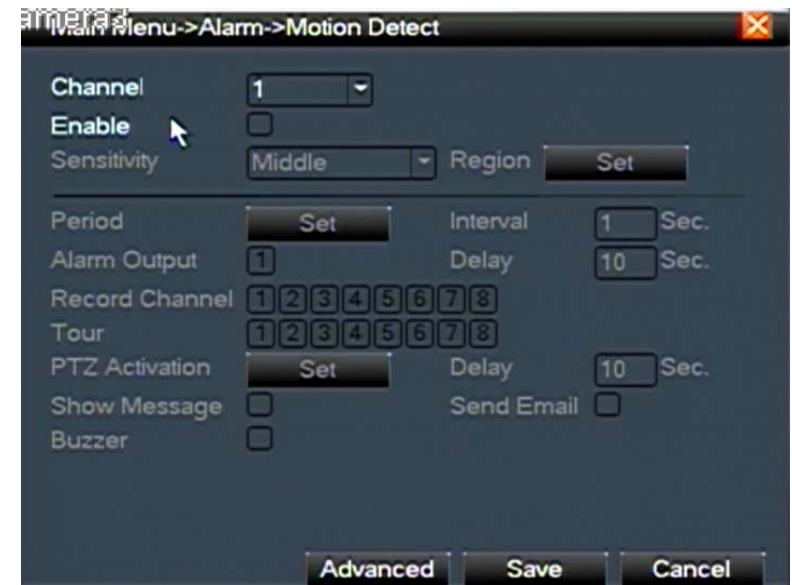 amera3
Main Menu->Alarm->Motion Detect
Channel 1
Enable
Sensitivity Middle Region Set
Period Set Interval 1 Sec.
Alarm Output 1 Delay 10 Sec.
Record Channel 1 2 3 4 5 6 7 8
Tour 1 2 3 4 5 6 7 8
PTZ Activation Set Delay 10 Sec.
Show Message Send Email
Buzzer
Advanced Save Cancel